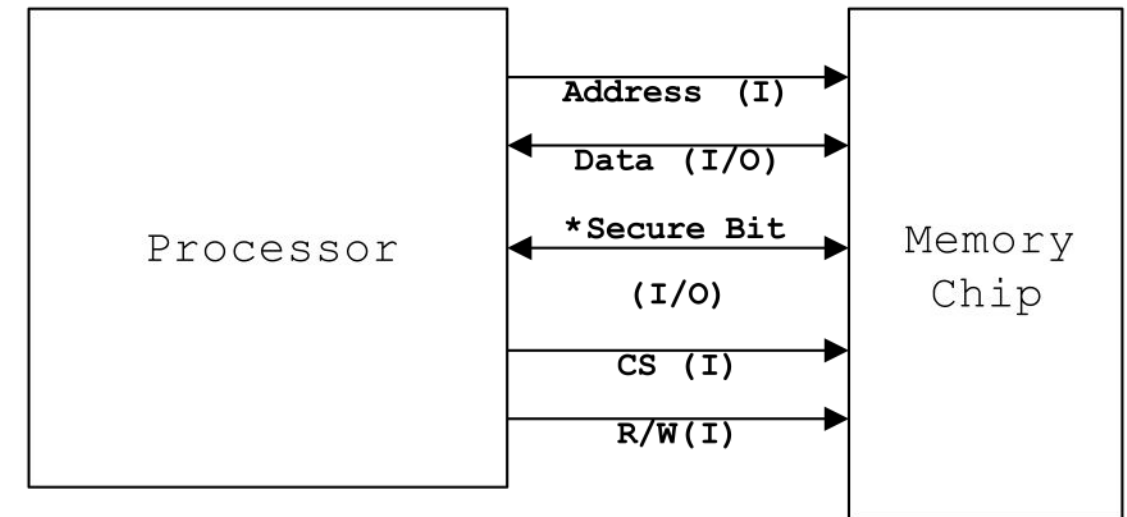 Address (I)
Data (I/O)
*Secure Bit
(I/O)
CS (I)
R/W(I)
Processor
Memory
Chip